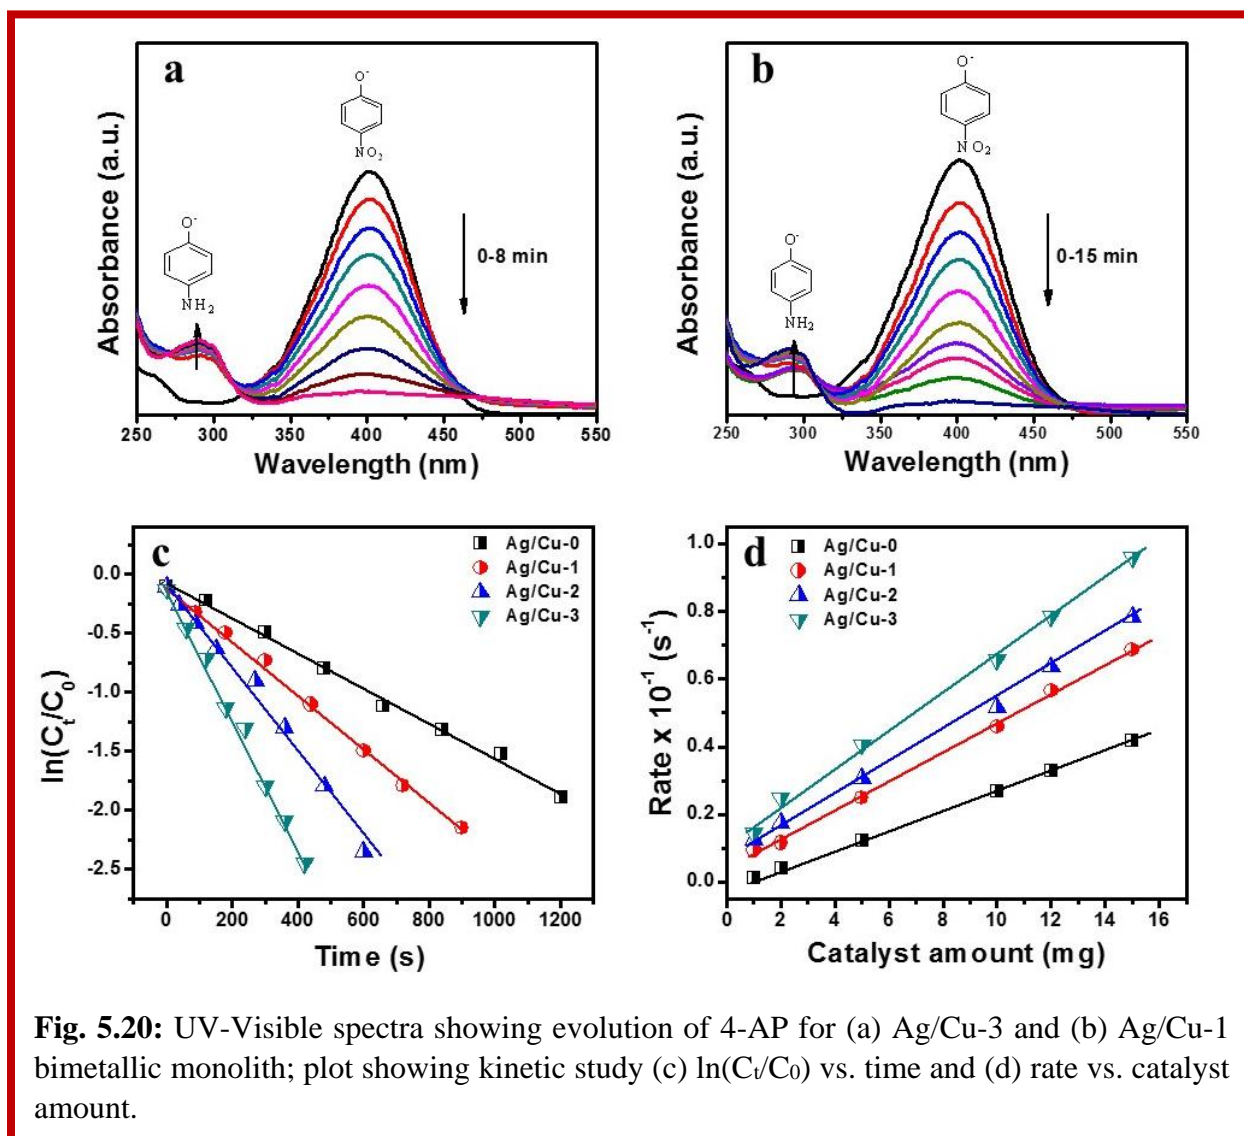 a
O-
NO2
Absorbance (a.u.)
0-8 min
O-
NH2
250 300 350 400 450 500 550
Wavelength (nm)
b
O-
NO2
Absorbance (a.u.)
0-15 min
O-
NH2
250 300 350 400 450 500 550
Wavelength (nm)
c
Ag/Cu-0
Ag/Cu-1
Ag/Cu-2
Ag/Cu-3
0.0
-0.5
-1.0
-1.5
-2.0
-2.5
ln(Ct/C0)
0 200 400 600 800 1000 1200
Time (s)
d
Ag/Cu-0
Ag/Cu-1
Ag/Cu-2
Ag/Cu-3
1.0
0.8
0.6
0.4
0.2
0.0
Rate x 10-1 (s-1)
0 2 4 6 8 10 12 14 16
Catalyst amount (mg)
Fig. 5.20: UV-Visible spectra showing evolution of 4-AP for (a) Ag/Cu-3 and (b) Ag/Cu-1
bimetallic monolith; plot showing kinetic study (c) ln(Ct/C0) vs. time and (d) rate vs. catalyst
amount.